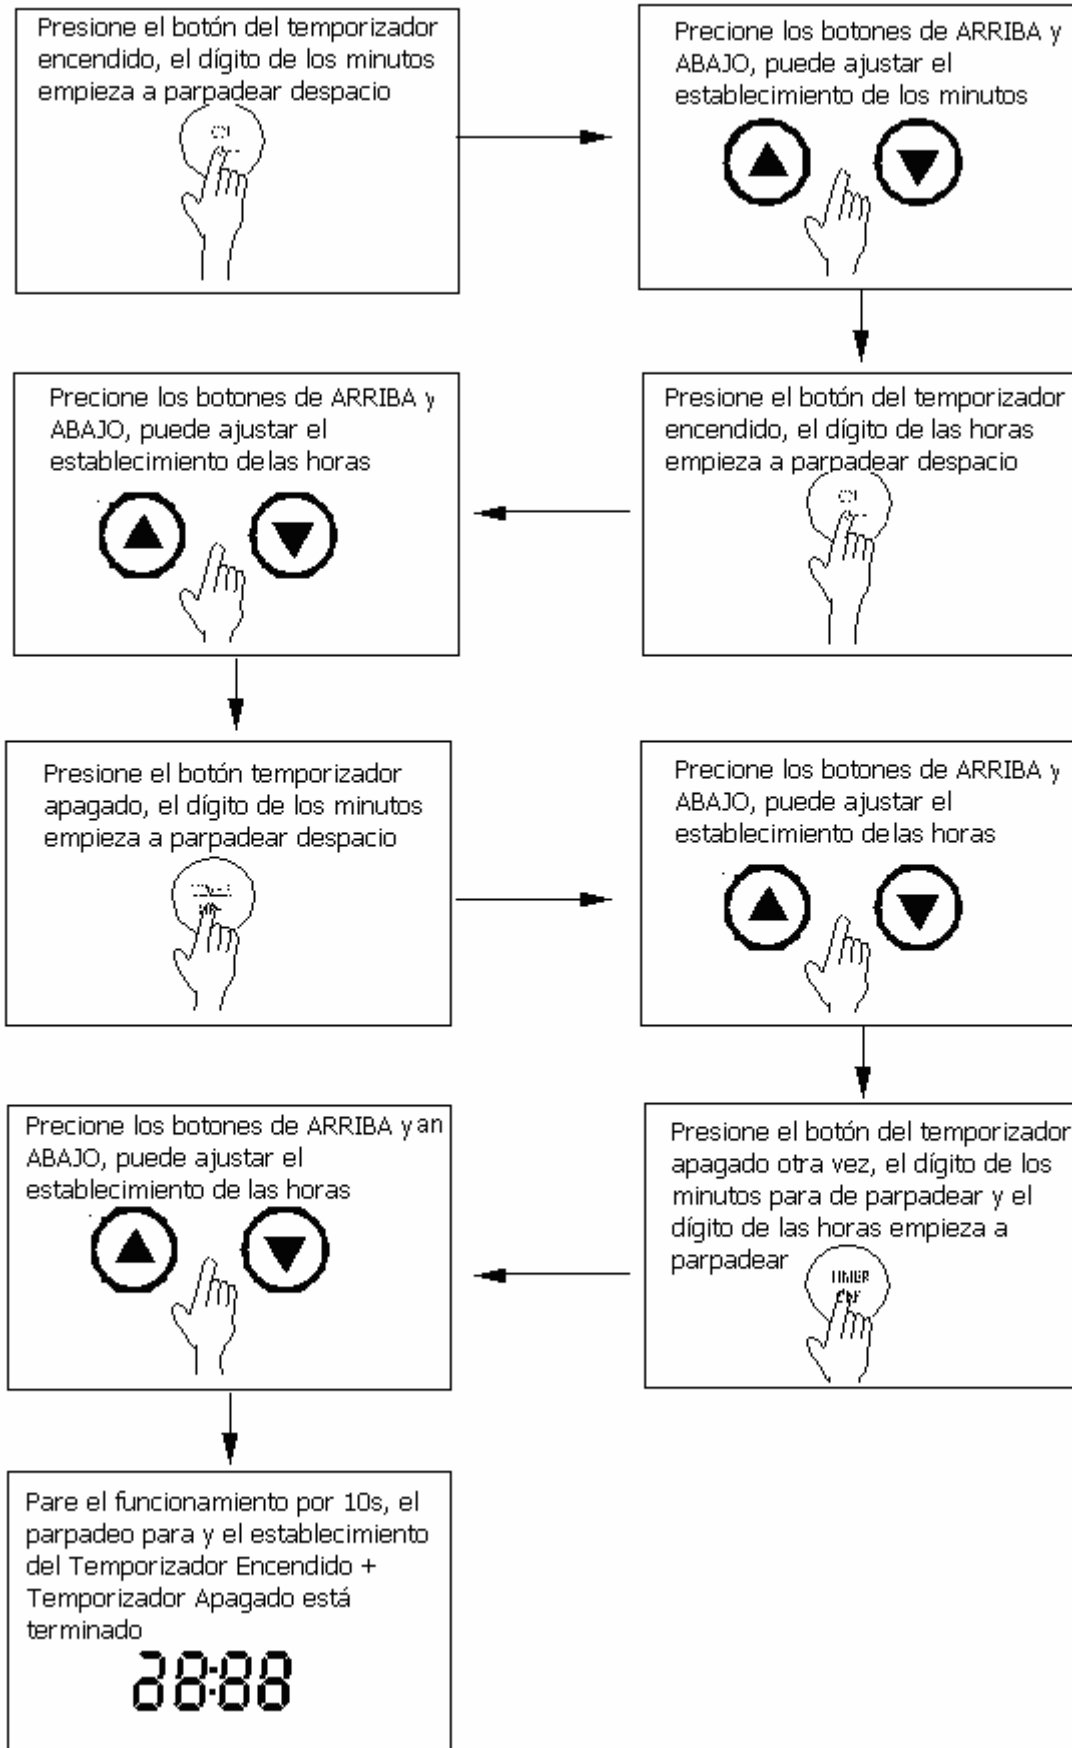 Presione el botón del temporizador
encendido, el dígito de los minutos
empieza a parpadear despacio
Precione los botones de ARRIBA y
ABAJO, puede ajustar el
establecimiento de los minutos
Presione el botón del temporizador
encendido, el dígito de las horas
empieza a parpadear despacio
Precione los botones de ARRIBA y
ABAJO, puede ajustar el
establecimiento de las horas
Presione el botón temporizador
apagado, el dígito de los minutos
empieza a parpadear despacio
Precione los botones de ARRIBA y
ABAJO, puede ajustar el
establecimiento de las horas
Presione el botón del temporizador
apagado otra vez, el dígito de los
minutos para de parpadear y el
dígito de las horas empieza a
parpadear
TIMER
Precione los botones de ARRIBA y an
ABAJO, puede ajustar el
establecimiento de las horas
Pare el funcionamiento por 10s, el
parpadeo para y el establecimiento
del Temporizador Encendido +
Temporizador Apagado está
terminado